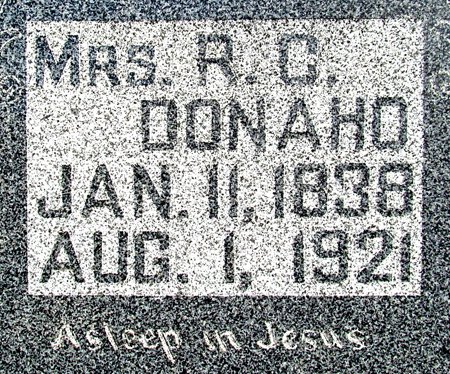 MRS. R. G.
DONAHO
JAN. 11, 1838
AUG. 1, 1921
Asleep in Jesus